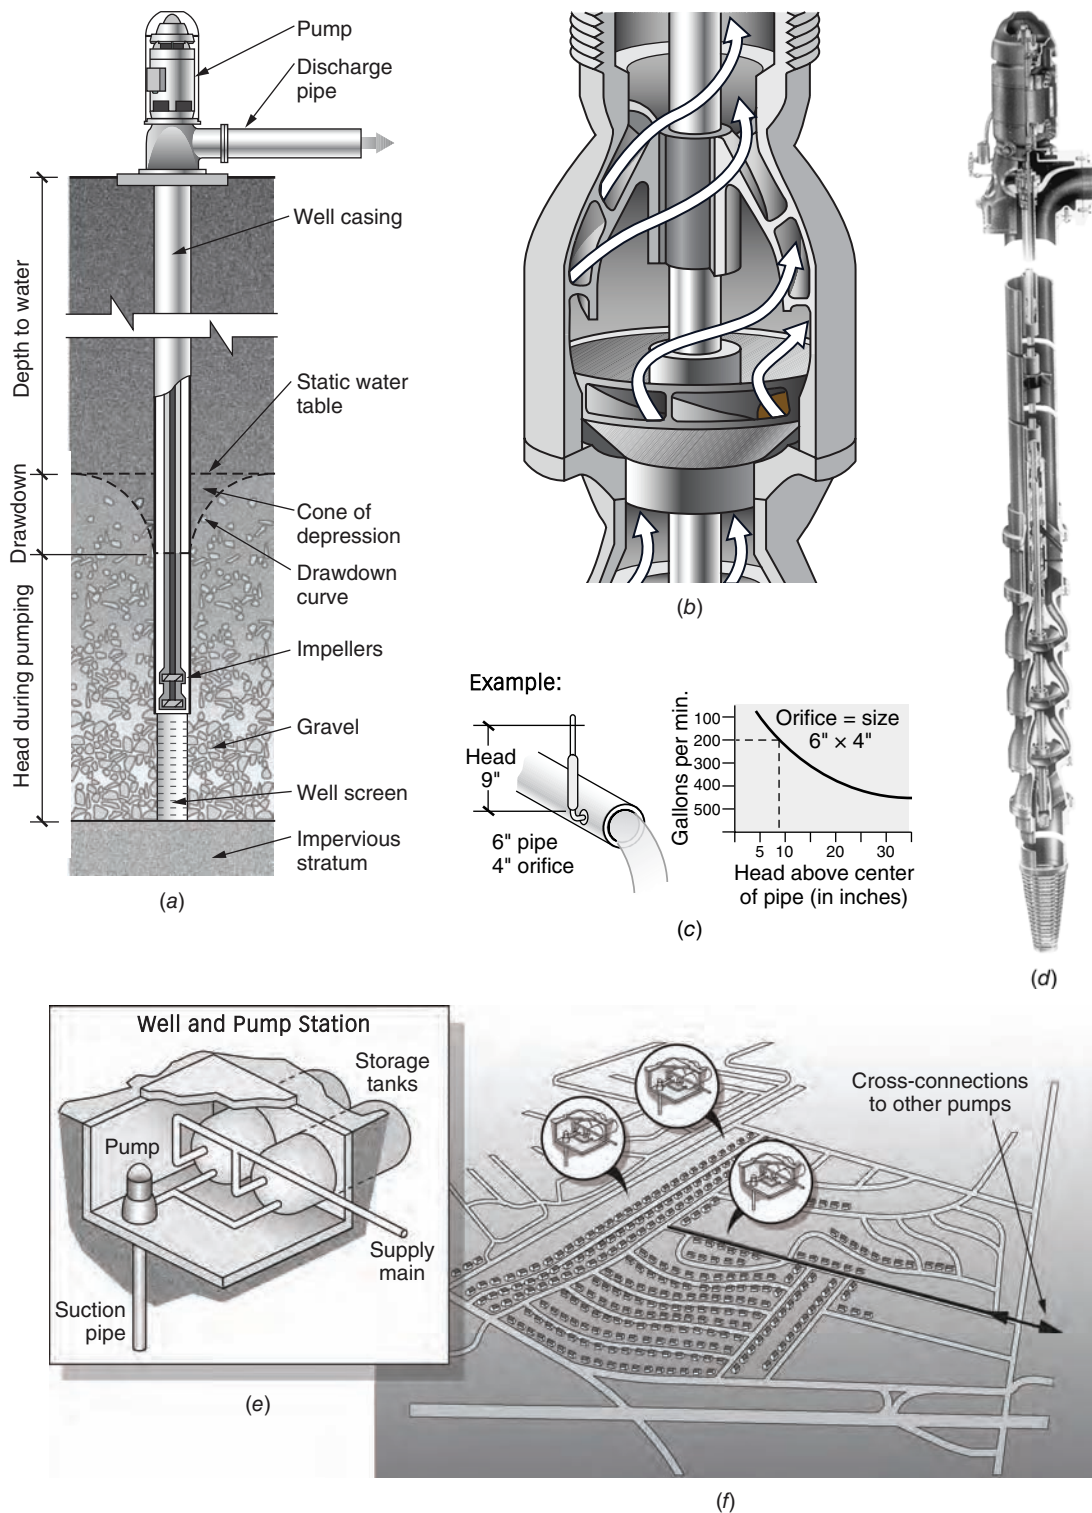 Pump
Discharge
pipe
Well casing
Depth to water
Static water
table
Drawdown
Cone of
depression
Drawdown
curve
Head during pumping
Impellers
Gravel
Well screen
Impervious
stratum
(a)
(b)
Example:
Head
9"
6" pipe
4" orifice
Gallons per min.
100
200
300
400
500
Orifice = size
6" × 4"
5 10 20 30
Head above center
of pipe (in inches)
(c)
(d)
Well and Pump Station
Storage
tanks
Pump
Supply
main
Suction
pipe
(e)
Cross-connections
to other pumps
(f)